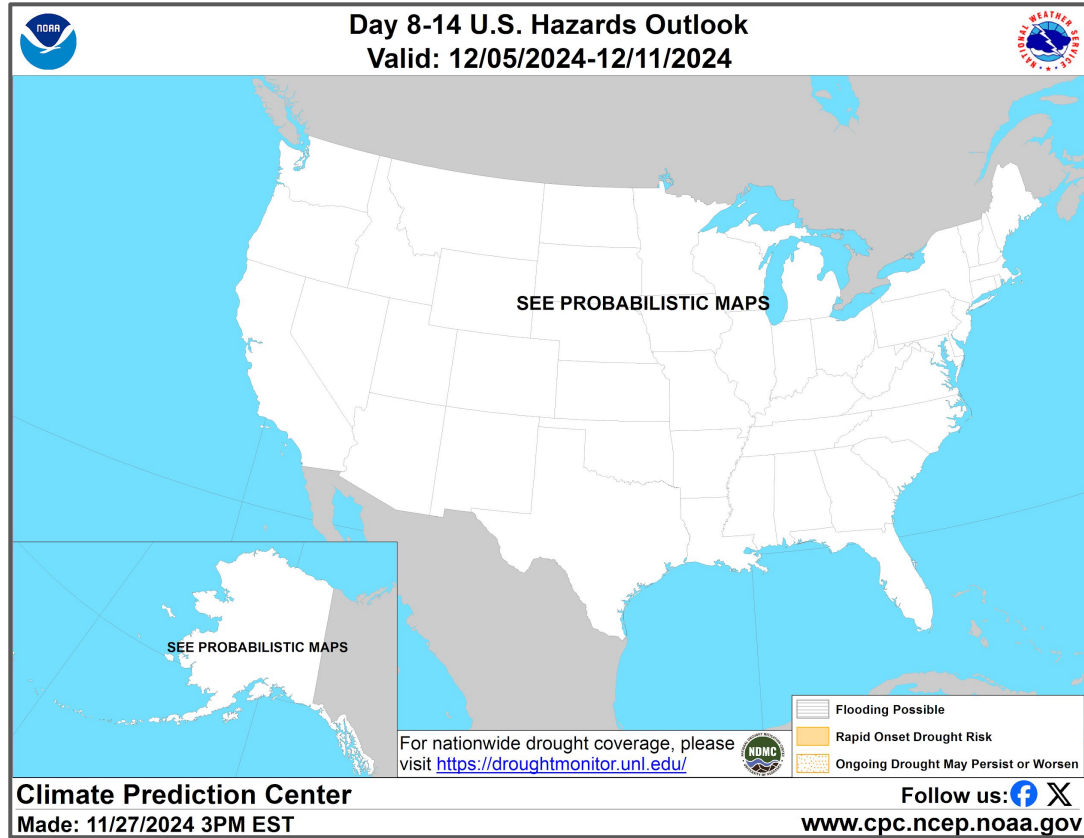 NOAA
Day 8-14 U.S. Hazards Outlook
Valid: 12/05/2024-12/11/2024
NATIONAL WEATHER SERVICE
SEE PROBABILISTIC MAPS
SEE PROBABILISTIC MAPS
Flooding Possible
Rapid Onset Drought Risk
Ongoing Drought May Persist or Worsen
For nationwide drought coverage, please
visit https://droughtmonitor.unl.edu/
NDMC
Climate Prediction Center
Follow us:
Made: 11/27/2024 3PM EST
www.cpc.ncep.noaa.gov